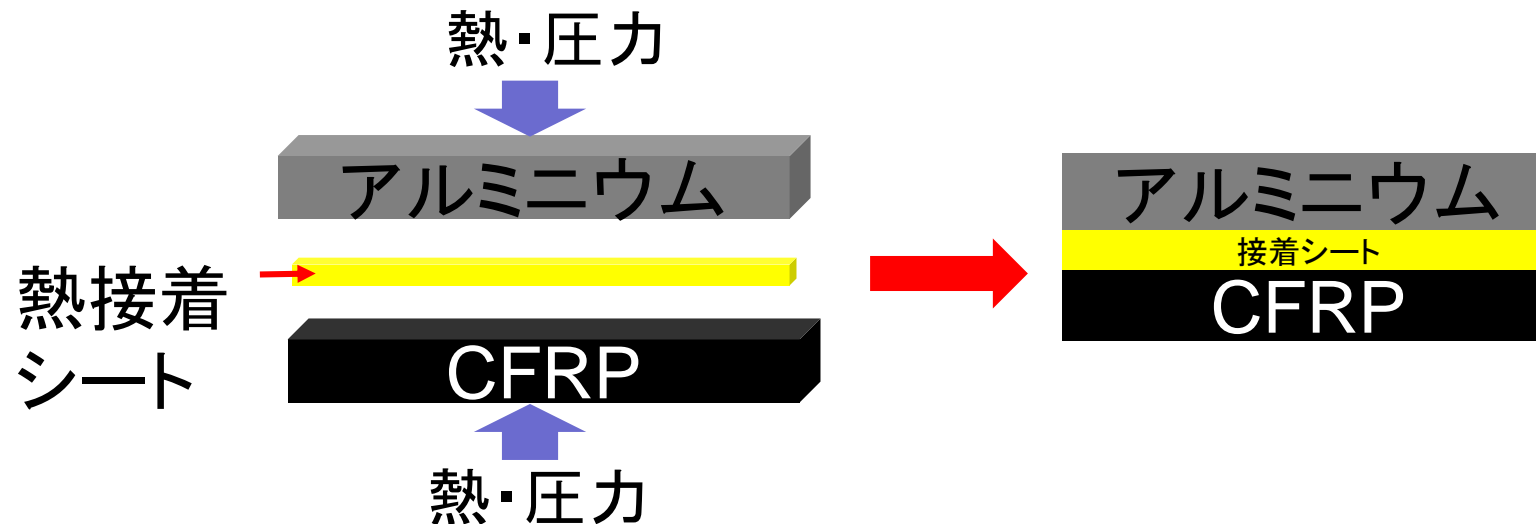 熱・圧力
アルミニウム
熱接着
シート
CFRP
熱・圧力
アルミニウム
接着シート
CFRP